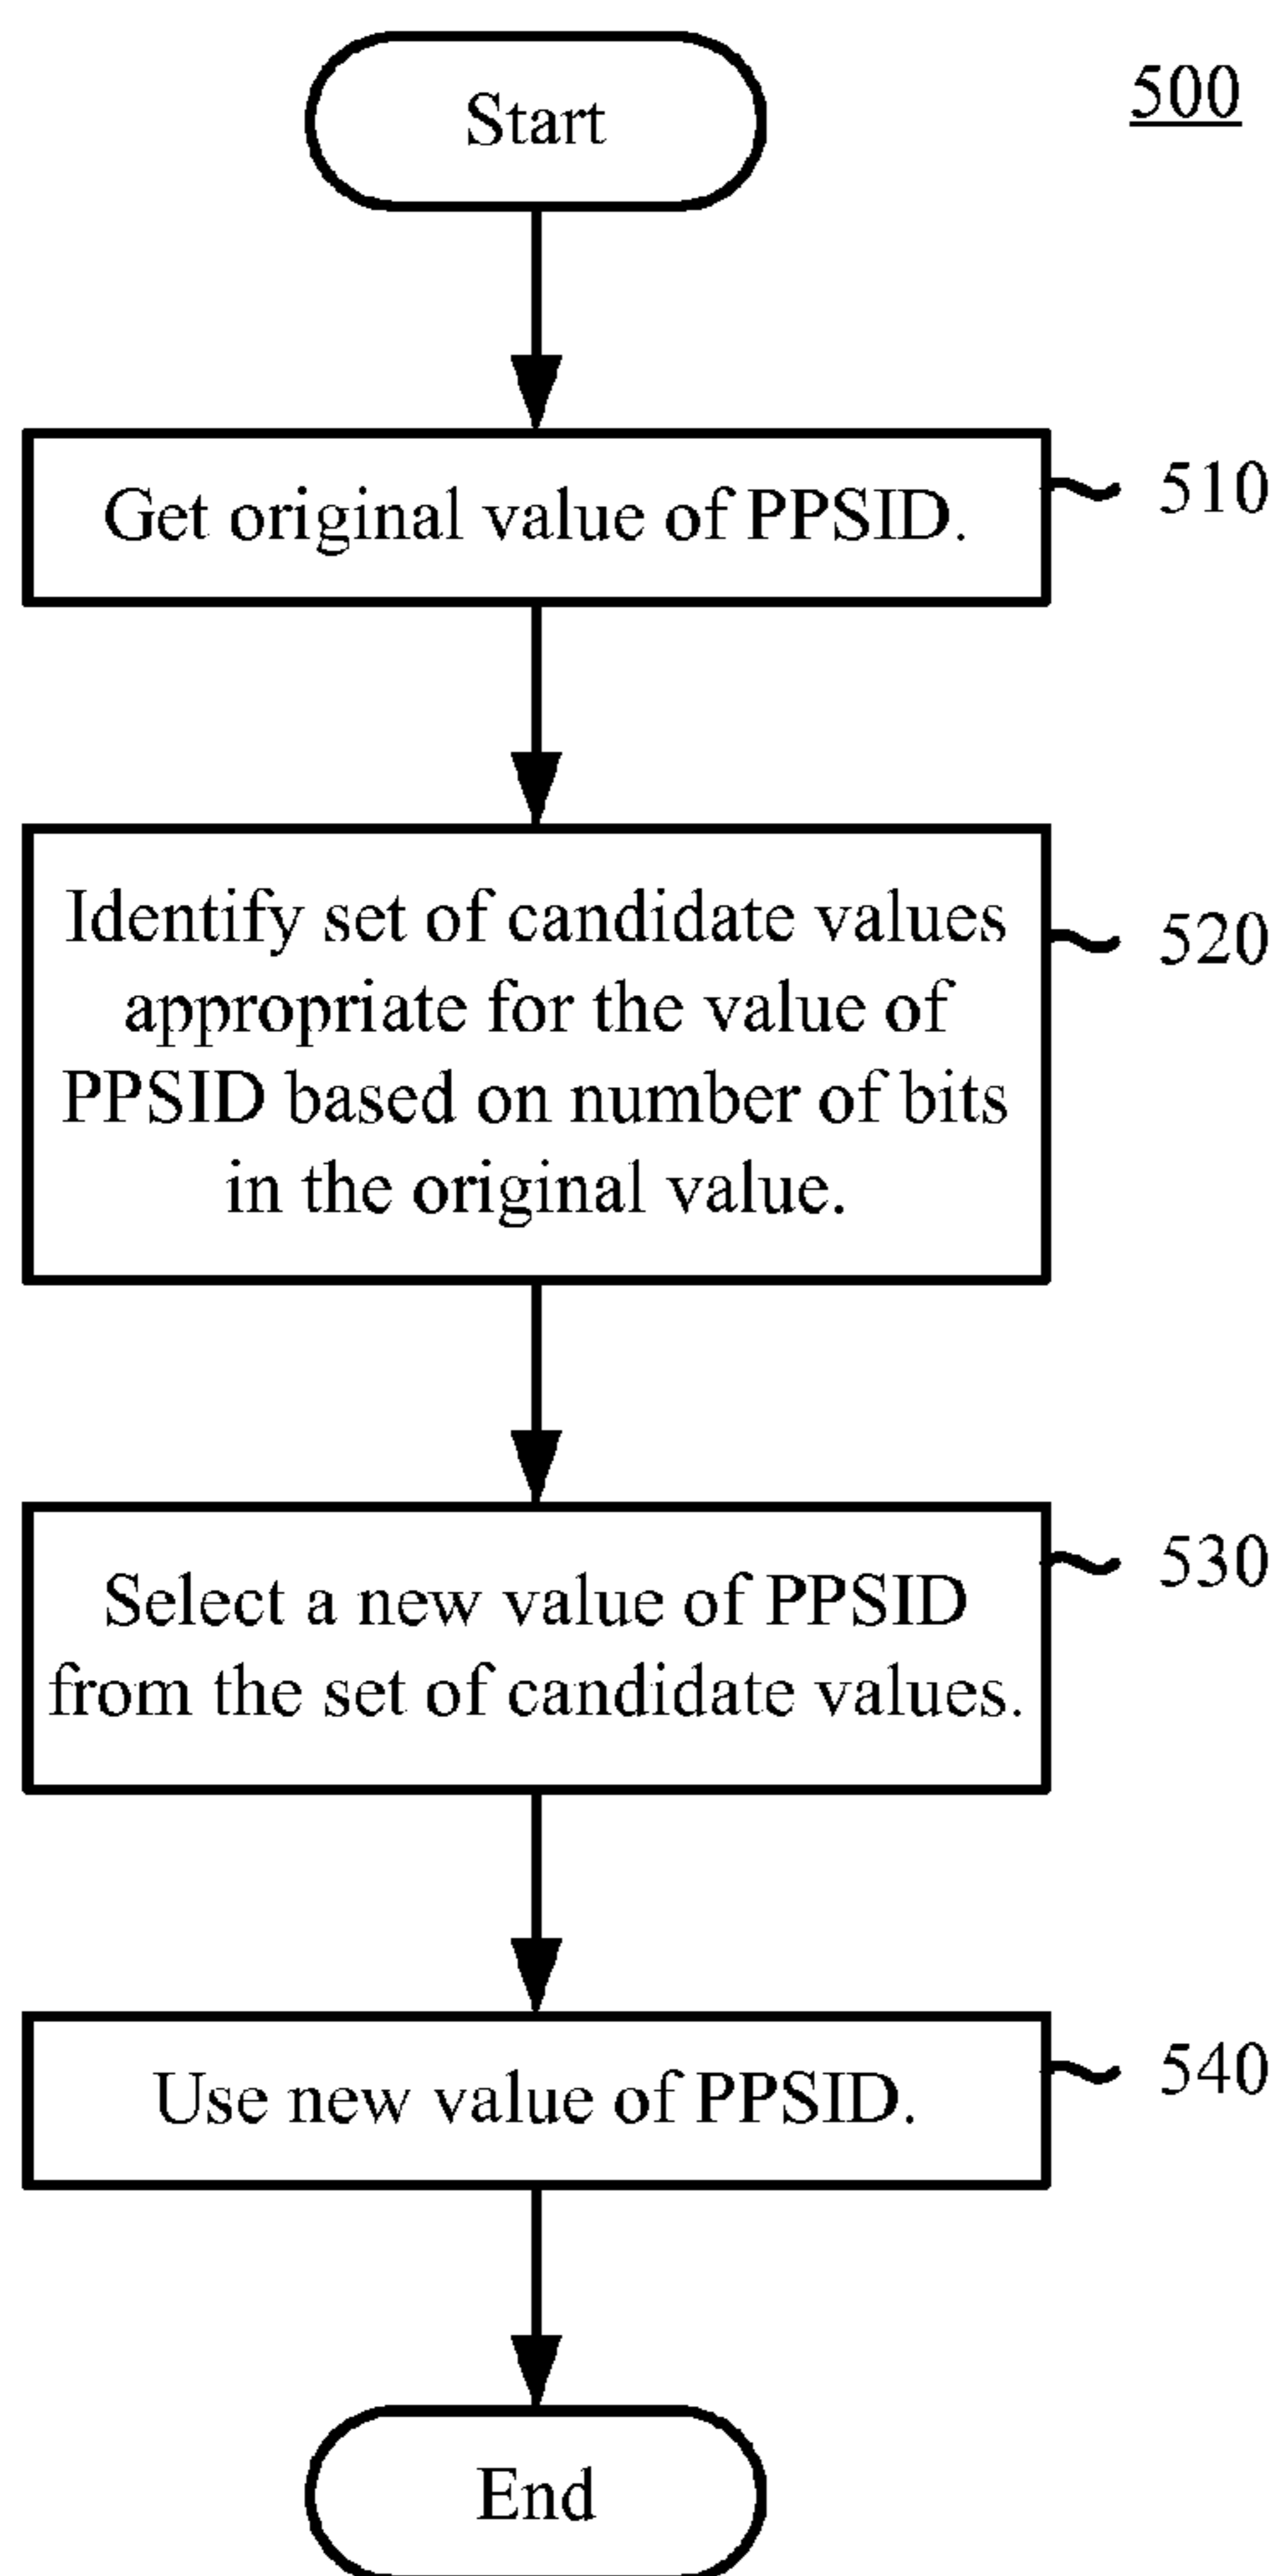 Start
500
Get original value of PPSID.
510
Identify set of candidate values
appropriate for the value of
PPSID based on number of bits
in the original value.
520
Select a new value of PPSID
from the set of candidate values.
530
Use new value of PPSID.
540
End